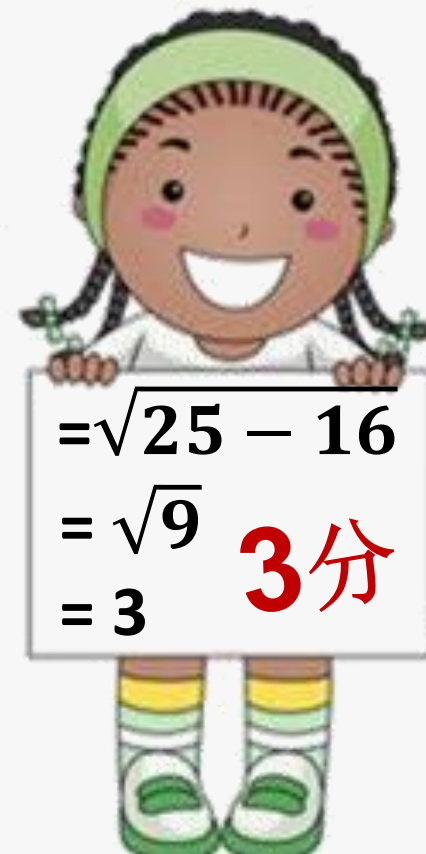 =√25 − 16
= √9
= 3
3分